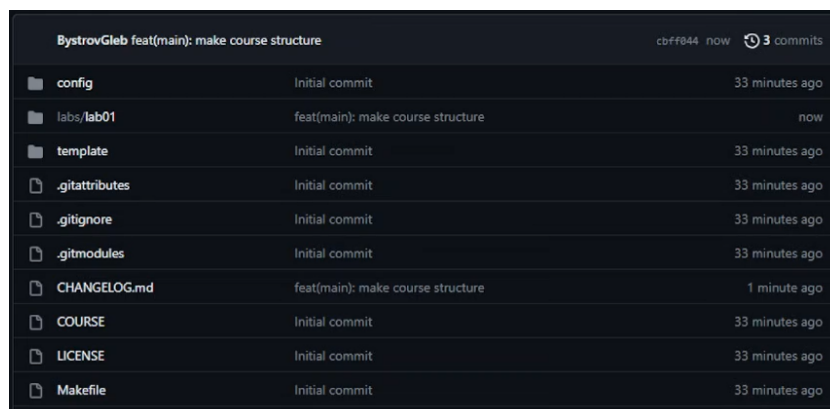 BystrovGleb feat(main): make course structure cbff044 now 3 commits
config Initial commit 33 minutes ago
labs/lab01 feat(main): make course structure now
template Initial commit 33 minutes ago
.gitattributes Initial commit 33 minutes ago
.gitignore Initial commit 33 minutes ago
.gitmodules Initial commit 33 minutes ago
CHANGELOG.md feat(main): make course structure 1 minute ago
COURSE Initial commit 33 minutes ago
LICENSE Initial commit 33 minutes ago
Makefile Initial commit 33 minutes ago